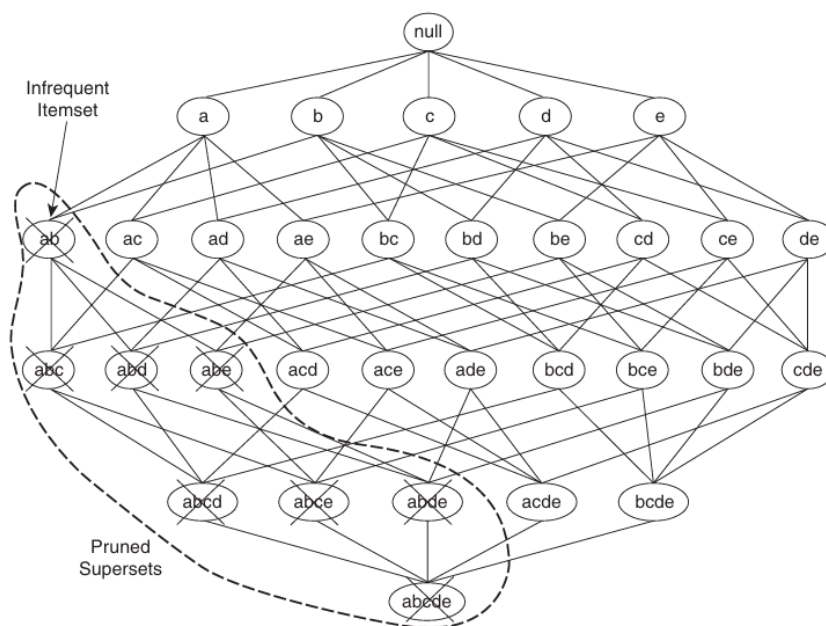 null
Infrequent
Itemset
a b c d e
ab ac ad ae bc bd be cd ce de
abc abd abe acd ace ade bcd bce bde cde
abcd abce abde acde bcde
Pruned
Supersets
abcde